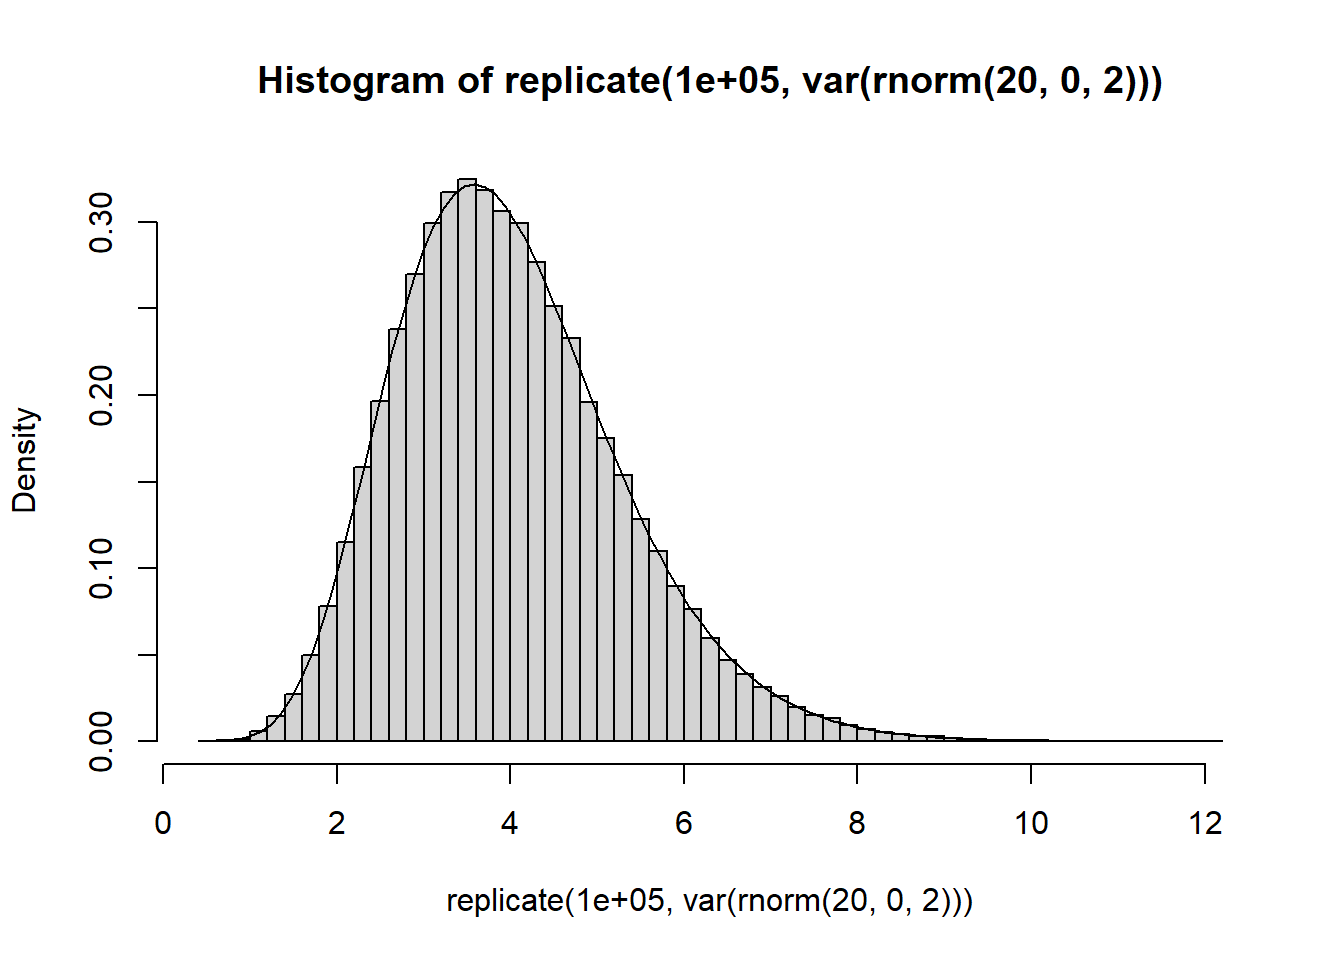 Histogram of replicate(1e+05, var(rnorm(20, 0, 2)))
Density
0.30
0.20
0.10
0.00
0 2 4 6 8 10 12
replicate(1e+05, var(rnorm(20, 0, 2)))